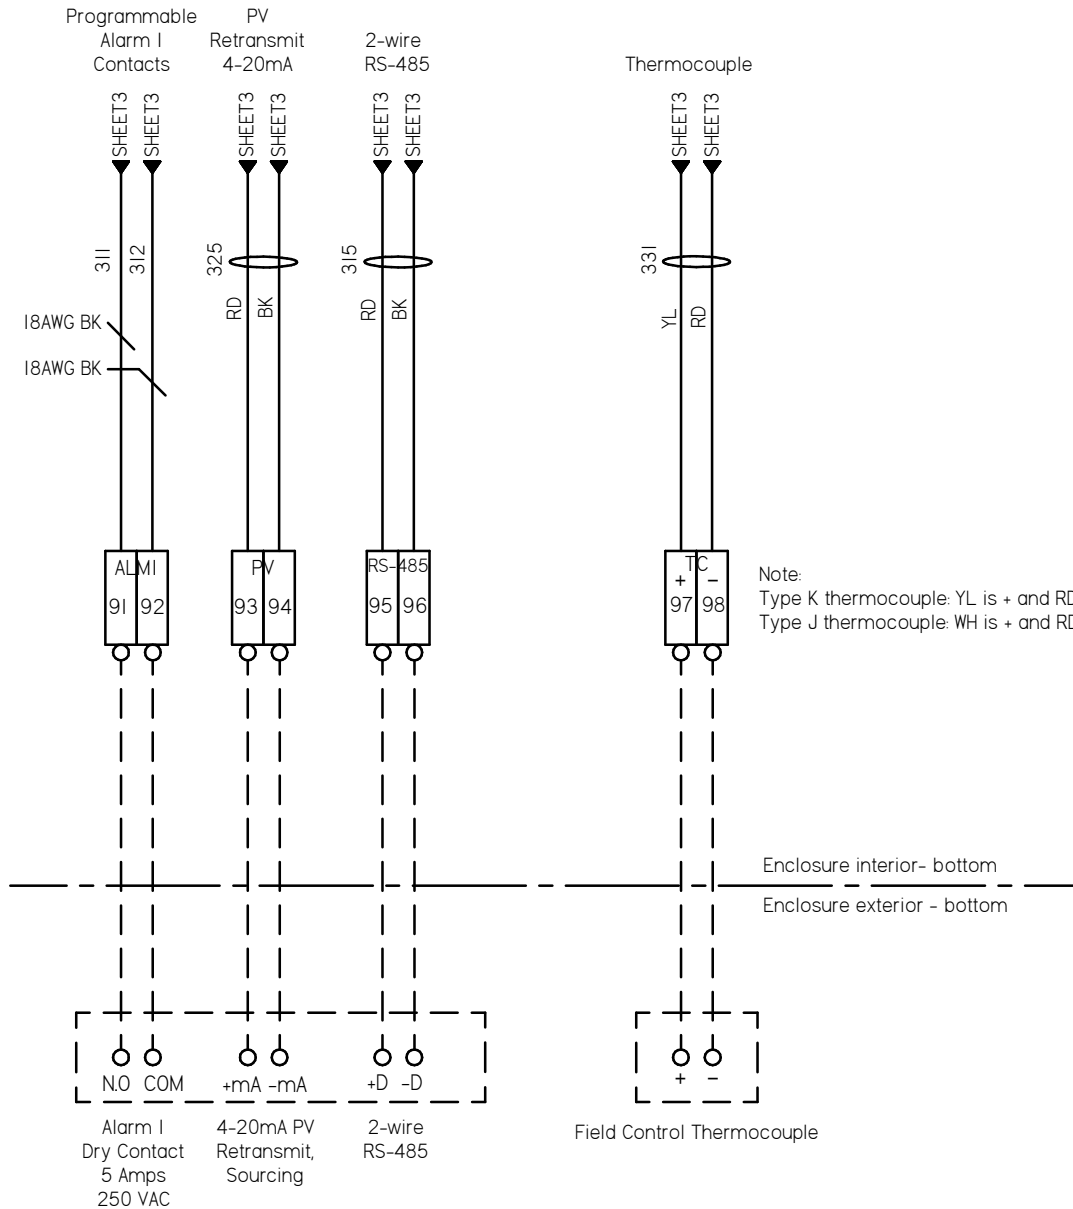 Programmable
Alarm 1
Contacts
PV
Retransmit
4-20mA
2-wire
RS-485
Thermocouple
SHEET3
SHEET3
SHEET3
SHEET3
SHEET3
SHEET3
SHEET3
SHEET3
311
312
325
315
331
RD
BK
RD
BK
YL
RD
18AWG BK
18AWG BK
ALM1
91
92
PV
93
94
RS-485
95
96
TC
+
–
97
98
Note:
Type K thermocouple: YL is + and RD
Type J thermocouple: WH is + and RD
Enclosure interior- bottom
Enclosure exterior - bottom
N.O
COM
+mA
-mA
+D
-D
+
–
Alarm 1
Dry Contact
5 Amps
250 VAC
4-20mA PV
Retransmit,
Sourcing
2-wire
RS-485
Field Control Thermocouple